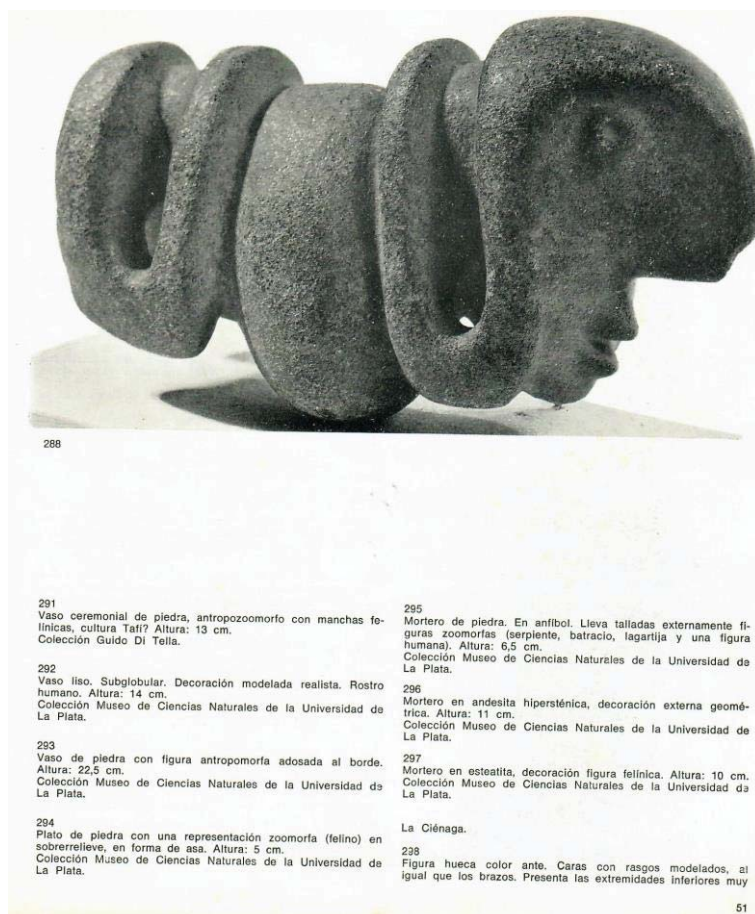 288
291
Vaso ceremonial de piedra, antropozoomorfo con manchas fe-
línicas, cultura Tafí? Altura: 13 cm.
Colección Guido Di Tella.
292
Vaso liso. Subglobular. Decoración modelada realista. Rostro
humano. Altura: 14 cm.
Colección Museo de Ciencias Naturales de la Universidad de
La Plata.
293
Vaso de piedra con figura antropomorfa adosada al borde.
Altura: 22,5 cm.
Colección Museo de Ciencias Naturales de la Universidad de
La Plata.
294
Plato de piedra con una representación zoomorfa (felino) en
sobrerrelieve, en forma de asa. Altura: 5 cm.
Colección Museo de Ciencias Naturales de la Universidad de
La Plata.
295
Mortero de piedra. En anfíbol. Lleva talladas externamente fi-
guras zoomorfas (serpiente, batracio, lagartija y una figura
humana). Altura: 6,5 cm.
Colección Museo de Ciencias Naturales de la Universidad de
La Plata.
296
Mortero en andesita hipersténica, decoración externa geomé-
trica. Altura: 11 cm.
Colección Museo de Ciencias Naturales de la Universidad de
La Plata.
297
Mortero en esteatita, decoración figura felínica. Altura: 10 cm.
Colección Museo de Ciencias Naturales de la Universidad de
La Plata.
La Ciénaga.
298
Figura hueca color ante. Caras con rasgos modelados, al
igual que los brazos. Presenta las extremidades inferiores muy
51